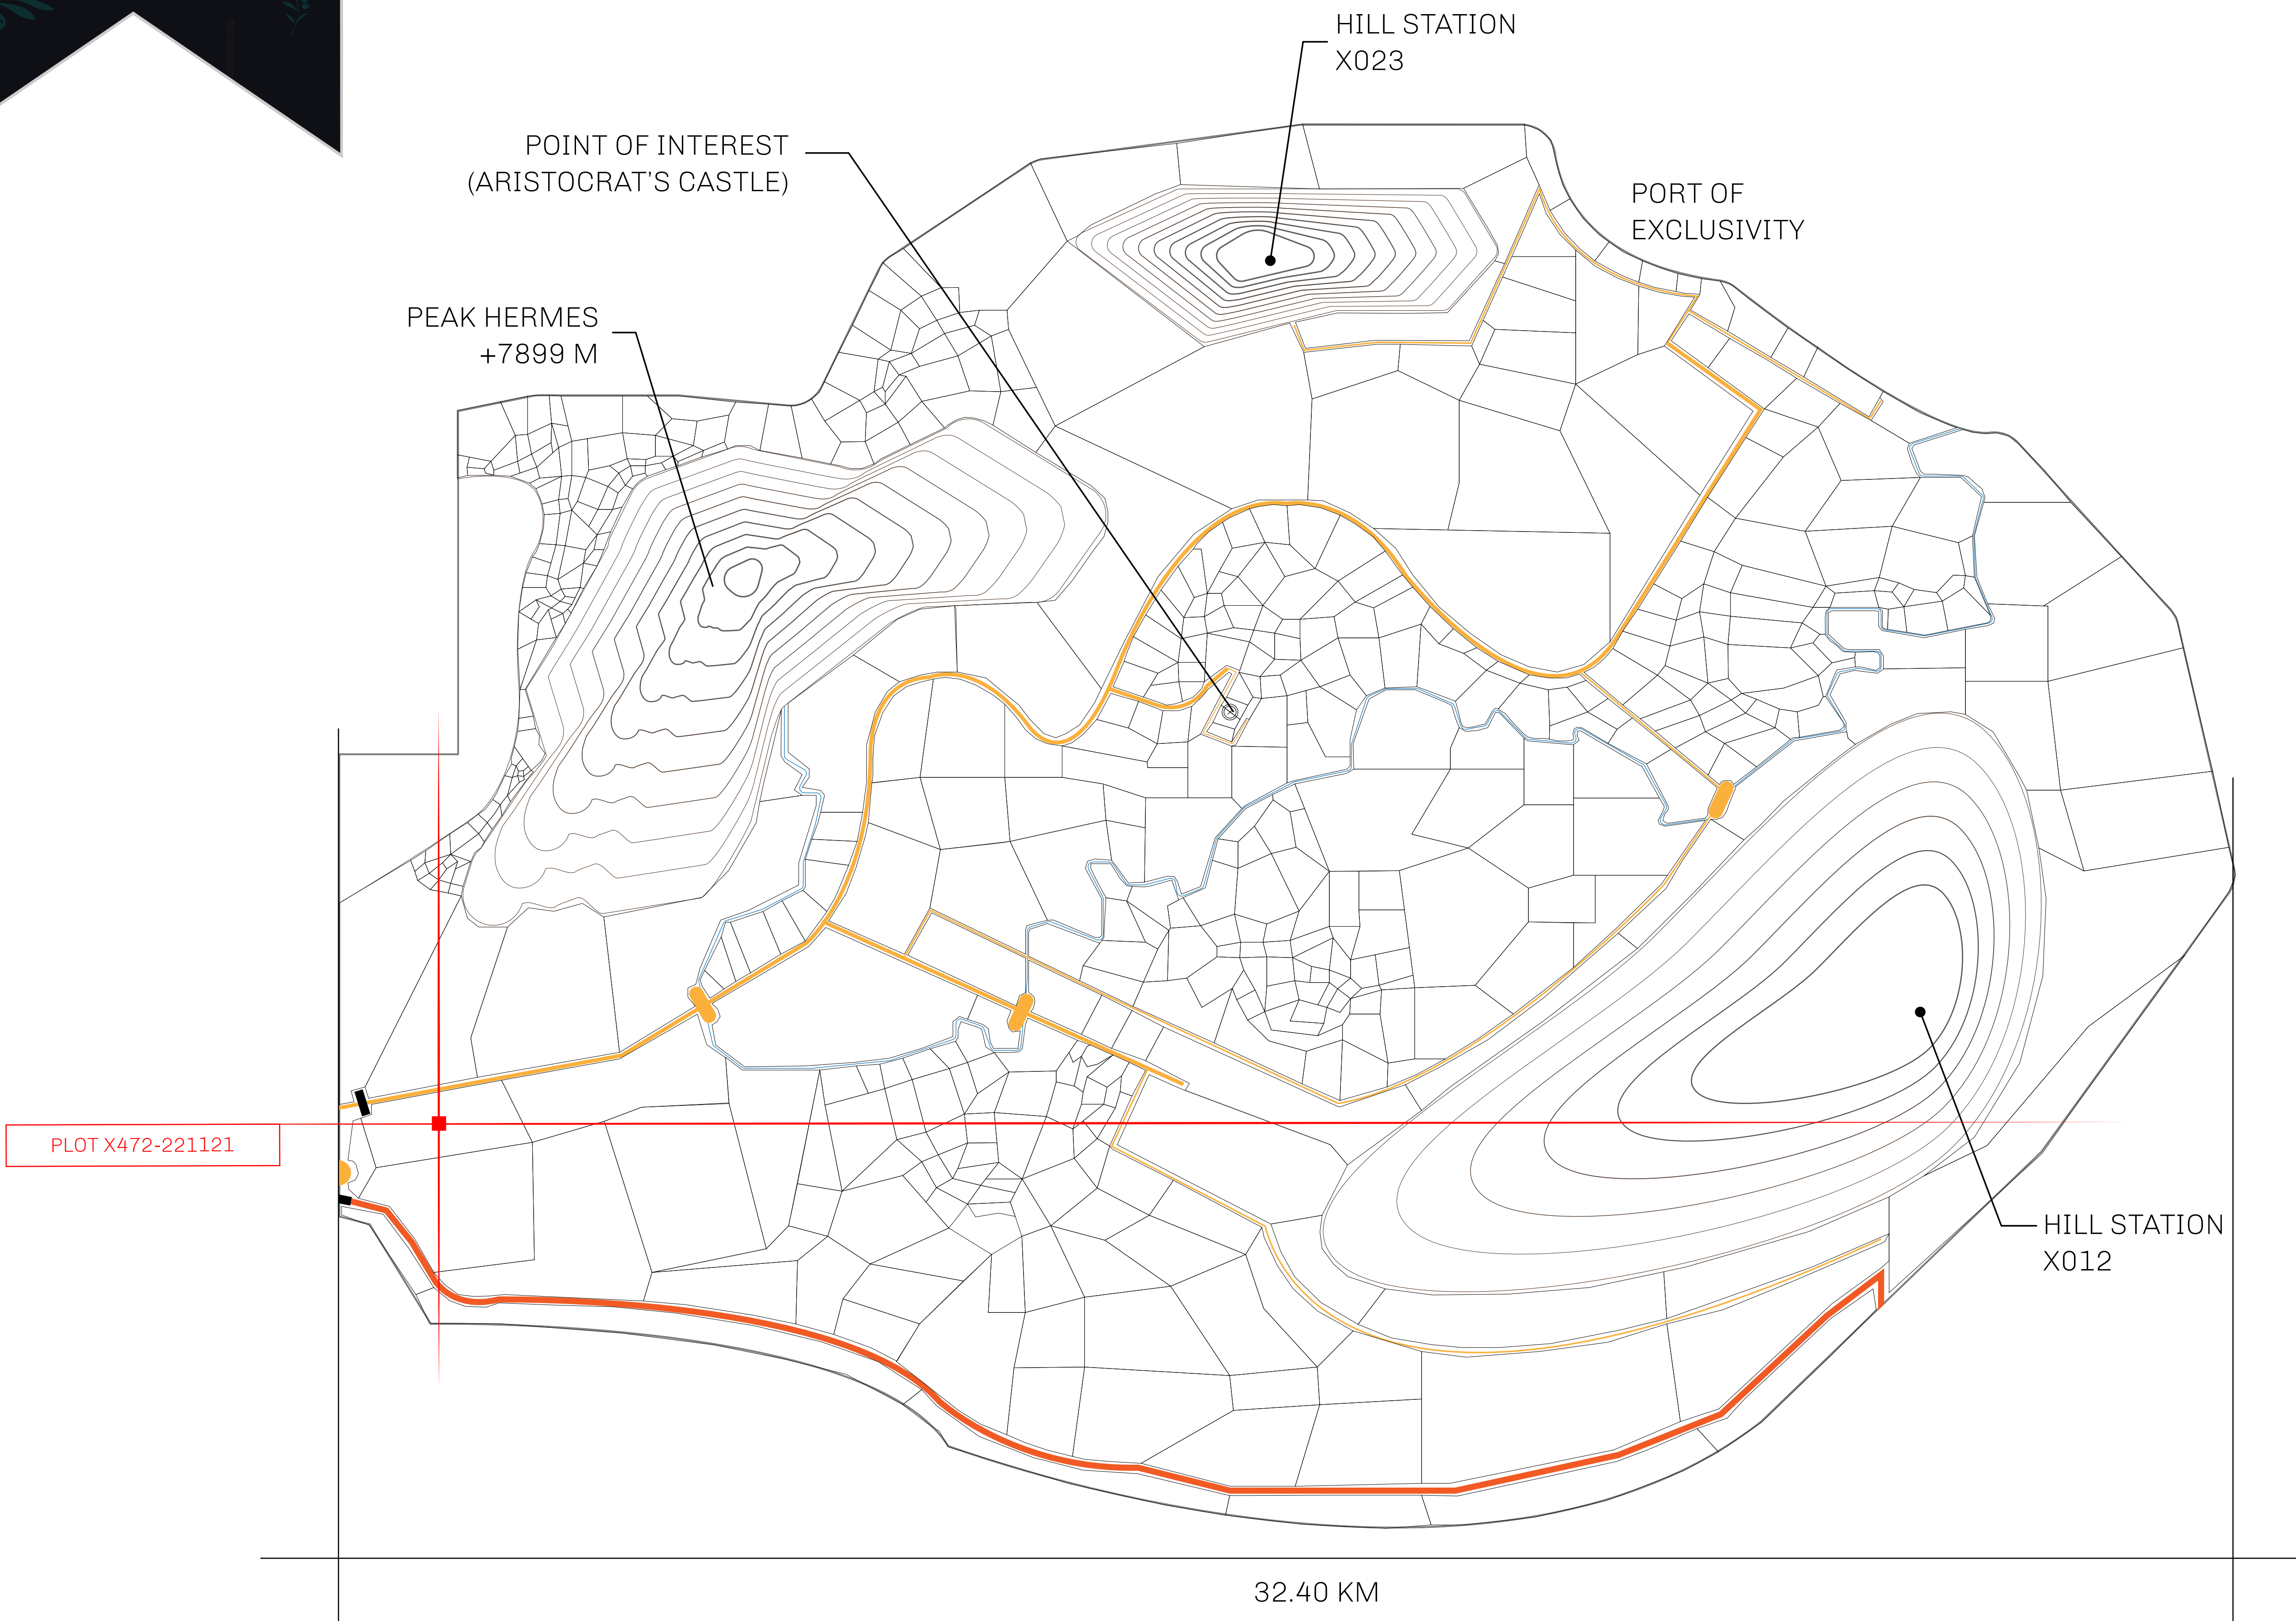 HILL STATION
X023
POINT OF INTEREST
(ARISTOCRAT'S CASTLE)
PORT OF
EXCLUSIVITY
PEAK HERMES
+7899 M
PLOT X472-221121
HILL STATION
X012
32.40 KM